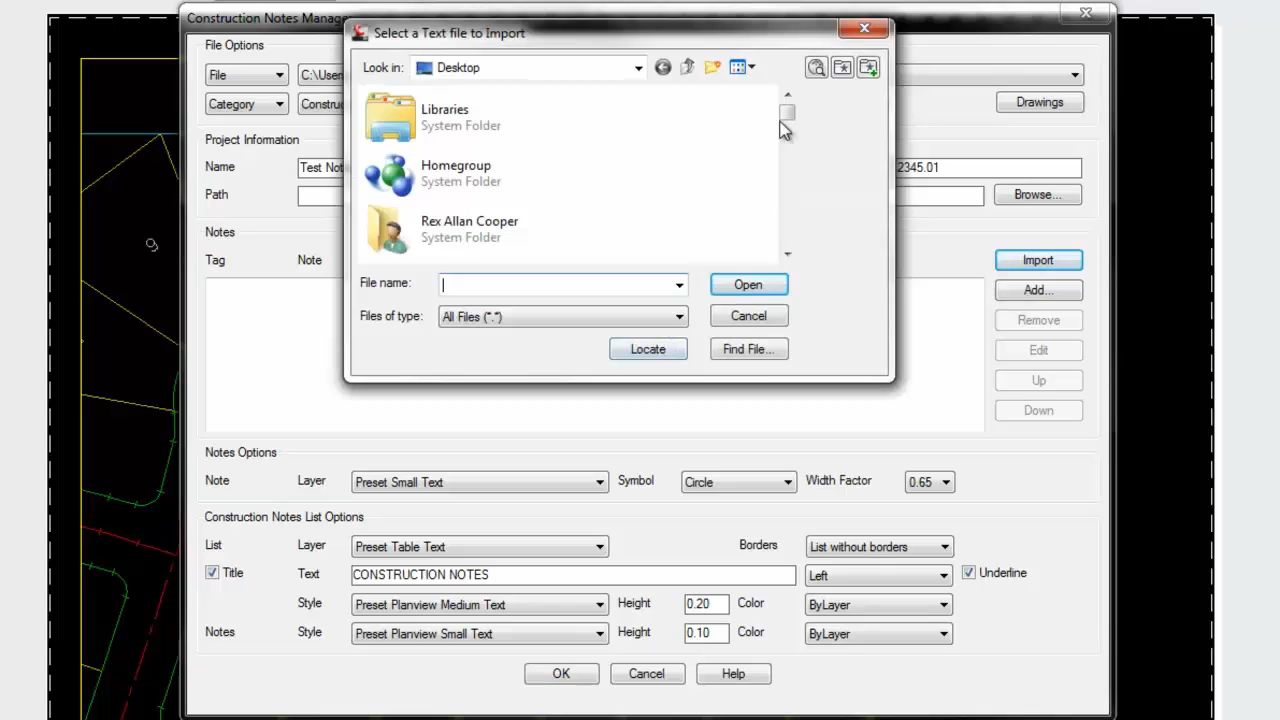 Construction Notes Manage
Select a Text file to Import
File Options
Look in: Desktop
File
C:\User
Libraries
System Folder
Category
Construc
Drawings
Project Information
Homegroup
System Folder
Name
Test Not
2345.01
Path
Browse...
Rex Allan Cooper
System Folder
Notes
Tag
Note
Import
File name:
Open
Add...
Files of type:
All Files (*.*)
Cancel
Remove
Locate
Find File...
Edit
Up
Down
Notes Options
Note
Layer
Preset Small Text
Symbol
Circle
Width Factor
0.65
Construction Notes List Options
List
Layer
Preset Table Text
Borders
List without borders
Title
Text
CONSTRUCTION NOTES
Left
Underline
Style
Preset Planview Medium Text
Height
0.20
Color
ByLayer
Notes
Style
Preset Planview Small Text
Height
0.10
Color
ByLayer
OK
Cancel
Help